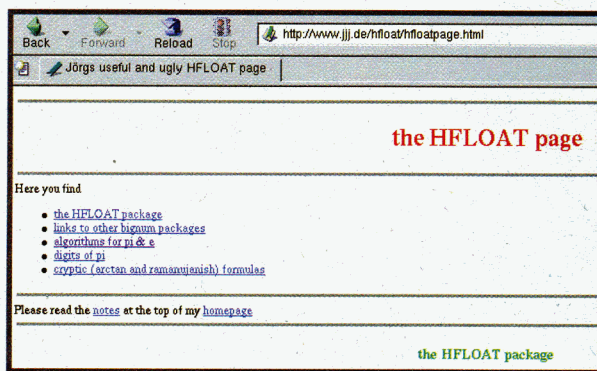 Back Forward Reload Stop http://www.jjj.de/hfloat/hfloatpage.html
Jörgs useful and ugly HFLOAT page
the HFLOAT page
Here you find
the HFLOAT package
links to other bignum packages
algorithms for pi & e
digits of pi
cryptic (arctan and ramanujanish) formulas
Please read the notes at the top of my homepage
the HFLOAT package